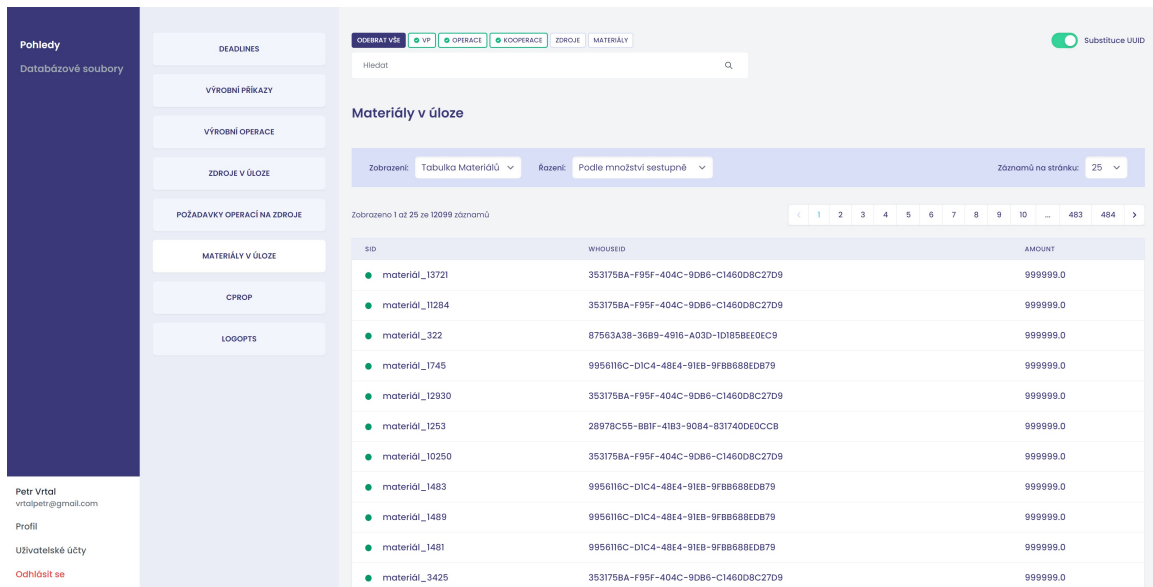 Pohledy
Databázové soubory
Petr Vrtal
vrtalpetr@gmail.com
Profil
Uživatelské účty
Odhlásit se
DEADLINES
VÝROBNÍ PŘÍKAZY
VÝROBNÍ OPERACE
ZDROJE V ÚLOZE
POŽADAVKY OPERACÍ NA ZDROJE
MATERIÁLY V ÚLOZE
CPROP
LOGOPTS
ODEBRAT VŠE VP OPERACE KOOPERACE ZDROJE MATERIÁLY
Substituce UUID
Hledat
Materiály v úloze
Zobrazení: Tabulka Materiálů Řazení: Podle množství sestupně Záznamů na stránku: 25
Zobrazeno 1 až 25 ze 12099 záznamů < 1 2 3 4 5 6 7 8 9 10 ... 483 484 >
SID WHOUSEID AMOUNT
materiál_13721 353175BA-F95F-404C-9DB6-C1460D8C27D9 999999.0
materiál_11284 353175BA-F95F-404C-9DB6-C1460D8C27D9 999999.0
materiál_322 87563A38-36B9-4916-A03D-1D185BEE0EC9 999999.0
materiál_1745 9956116C-D1C4-48E4-91EB-9FBB688EDB79 999999.0
materiál_12930 353175BA-F95F-404C-9DB6-C1460D8C27D9 999999.0
materiál_1253 28978C55-BB1F-41B3-9084-831740DE0CCB 999999.0
materiál_10250 353175BA-F95F-404C-9DB6-C1460D8C27D9 999999.0
materiál_1483 9956116C-D1C4-48E4-91EB-9FBB688EDB79 999999.0
materiál_1489 9956116C-D1C4-48E4-91EB-9FBB688EDB79 999999.0
materiál_1481 9956116C-D1C4-48E4-91EB-9FBB688EDB79 999999.0
materiál_3425 353175BA-F95F-404C-9DB6-C1460D8C27D9 999999.0